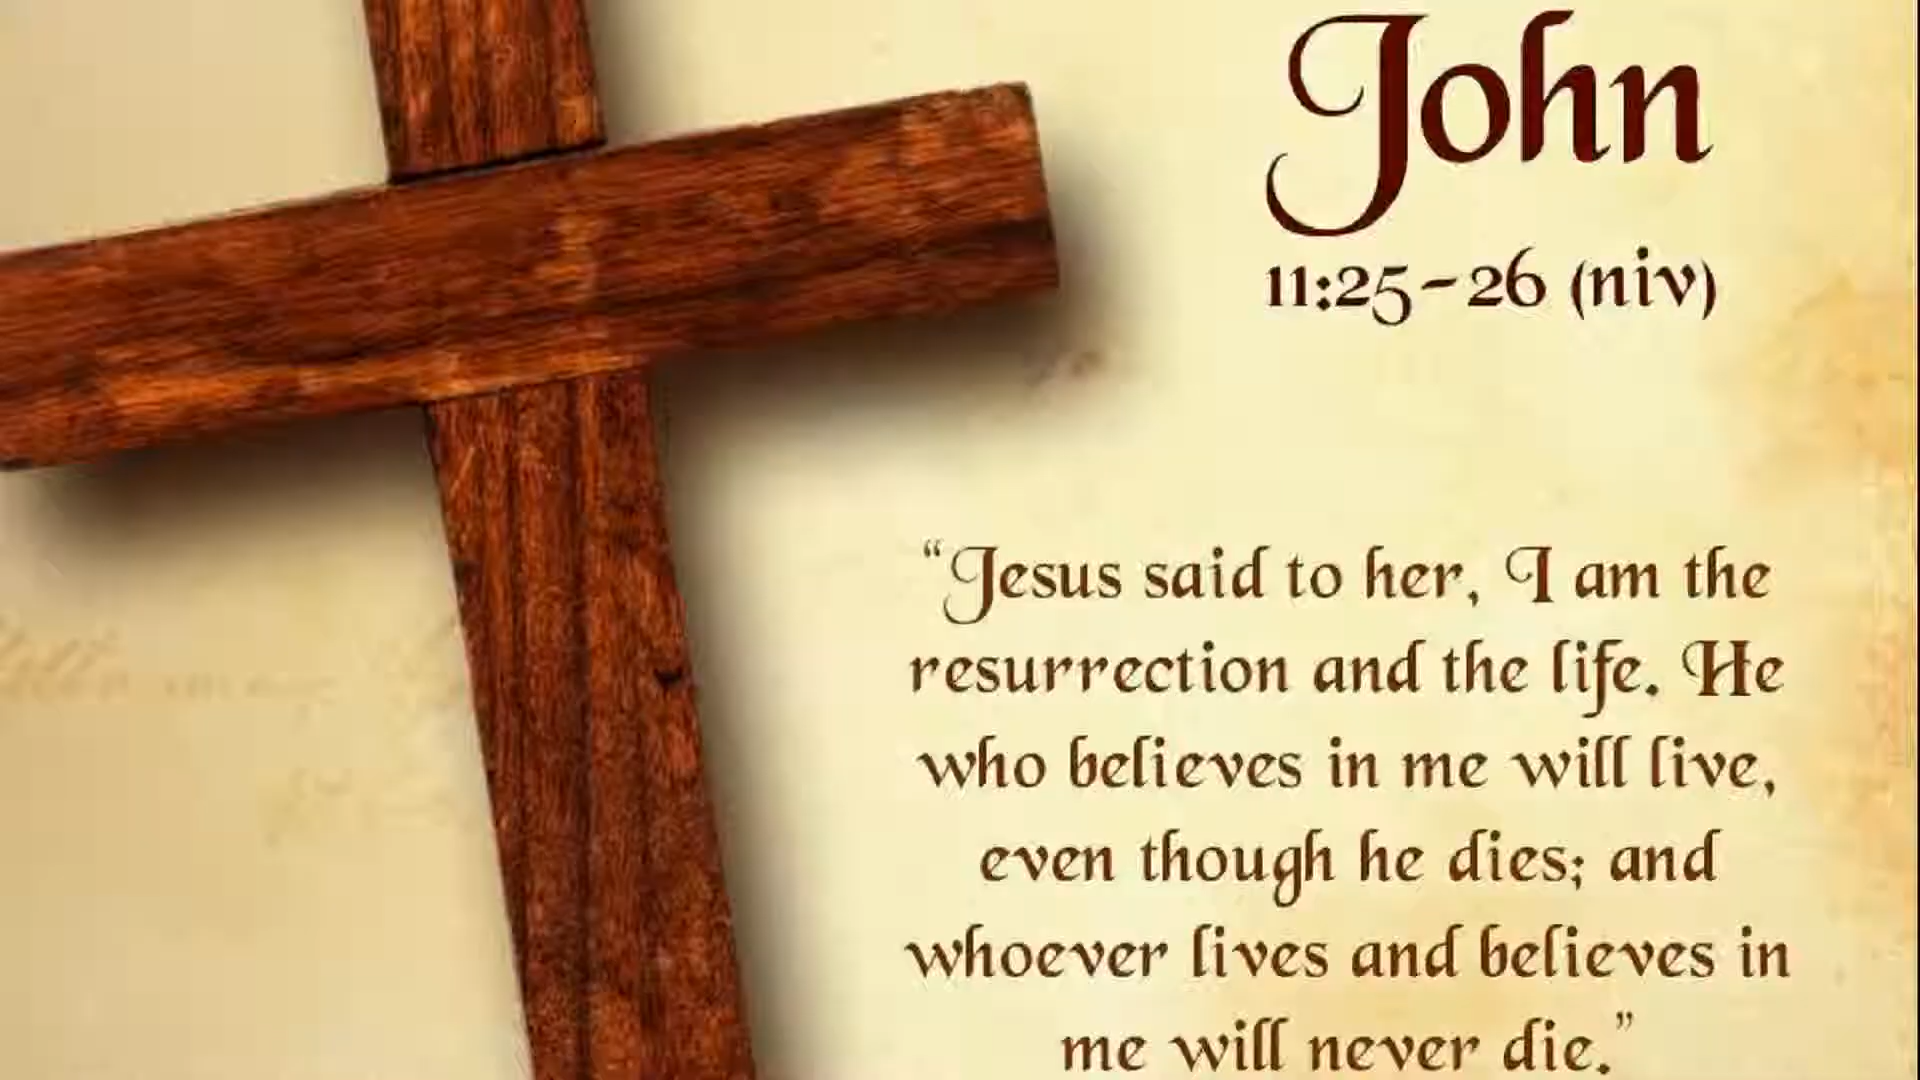 John
11:25-26 (niv)
“Jesus said to her, I am the
resurrection and the life. He
who believes in me will live,
even though he dies; and
whoever lives and believes in
me will never die.”